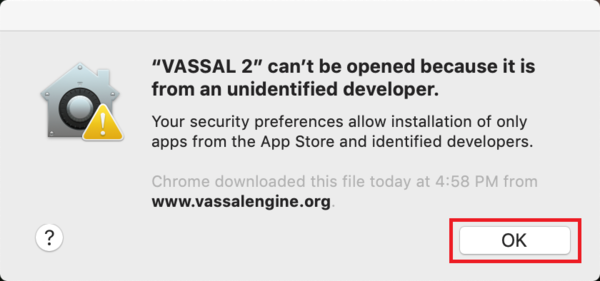 “VASSAL 2” can’t be opened because it is
from an unidentified developer.
Your security preferences allow installation of only
apps from the App Store and identified developers.
Chrome downloaded this file today at 4:58 PM from
www.vassalengine.org.
?
OK